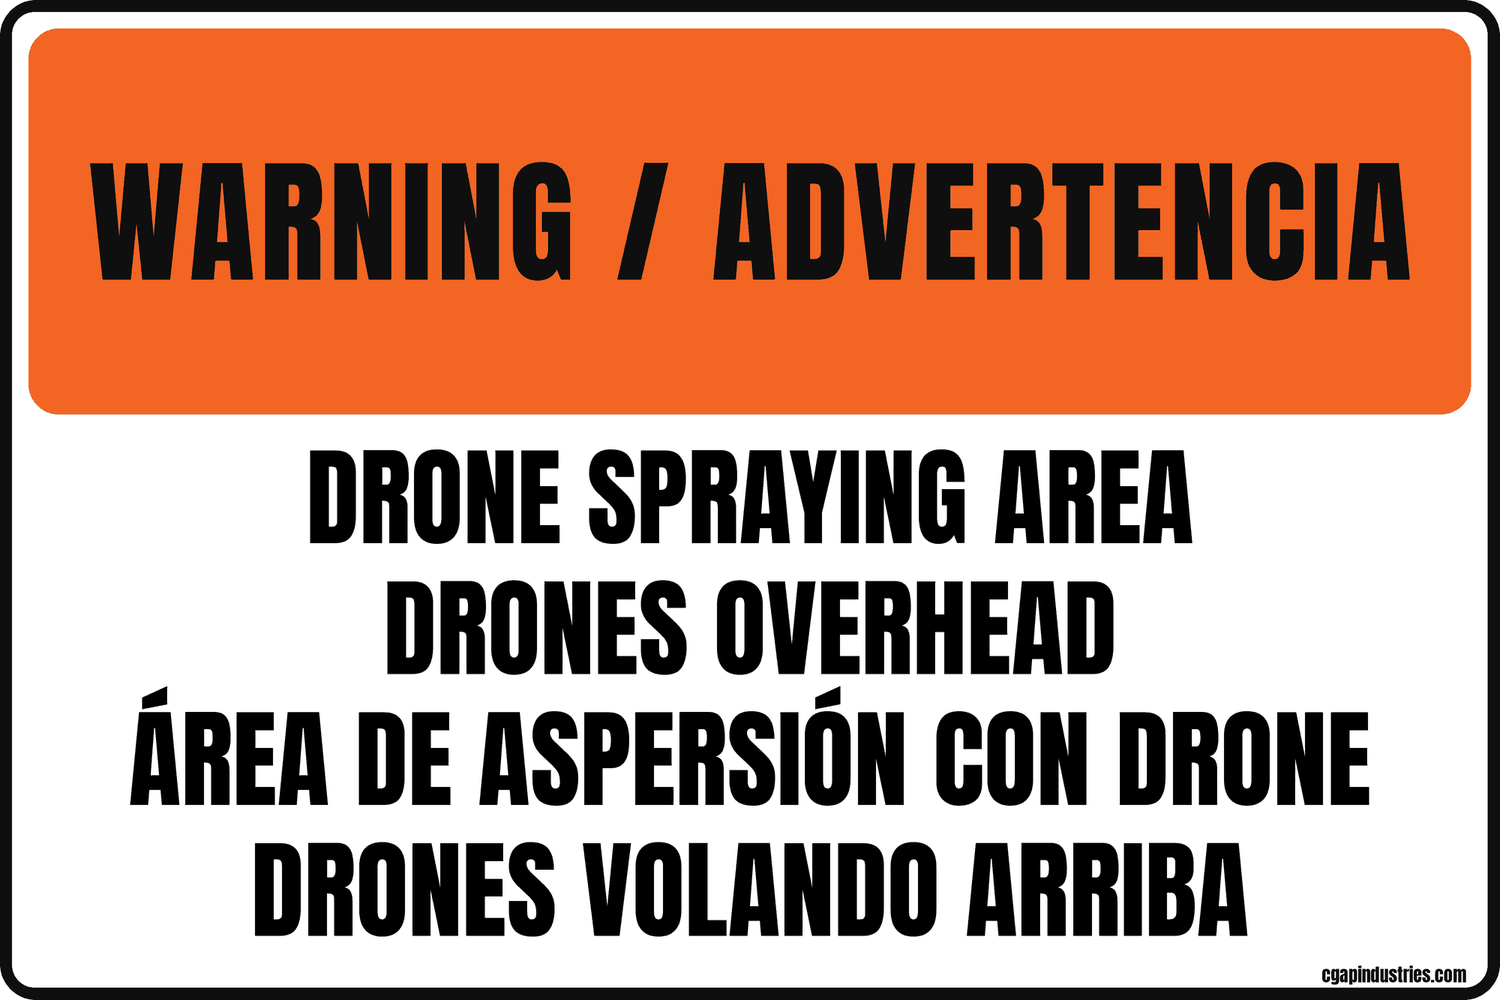 WARNING / ADVERTENCIA
DRONE SPRAYING AREA
DRONES OVERHEAD
ÁREA DE ASPERSIÓN CON DRONE
DRONES VOLANDO ARRIBA
cgapindustries.com